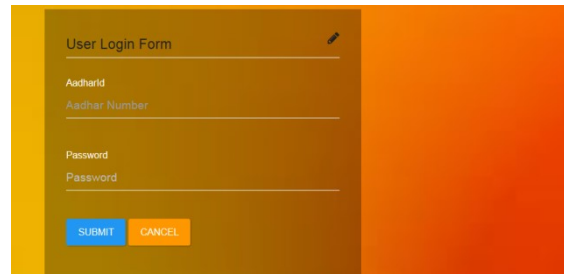 User Login Form
AadharId
Aadhar Number
Password
Password
SUBMIT CANCEL